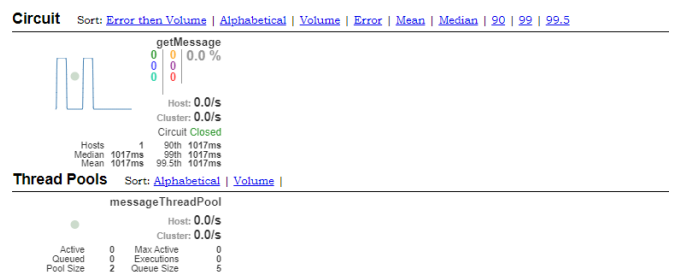 Circuit Sort: Error then Volume | Alphabetical | Volume | Error | Mean | Median | 90 | 99 | 99.5
getMessage
0 0 0.0 %
0 0
0 0
Host: 0.0/s
Cluster: 0.0/s
Circuit Closed
Hosts 1 90th 1017ms
Median 1017ms 99th 1017ms
Mean 1017ms 99.5th 1017ms
Thread Pools Sort: Alphabetical | Volume |
messageThreadPool
Host: 0.0/s
Cluster: 0.0/s
Active 0 Max Active 0
Queued 0 Executions 0
Pool Size 2 Queue Size 5